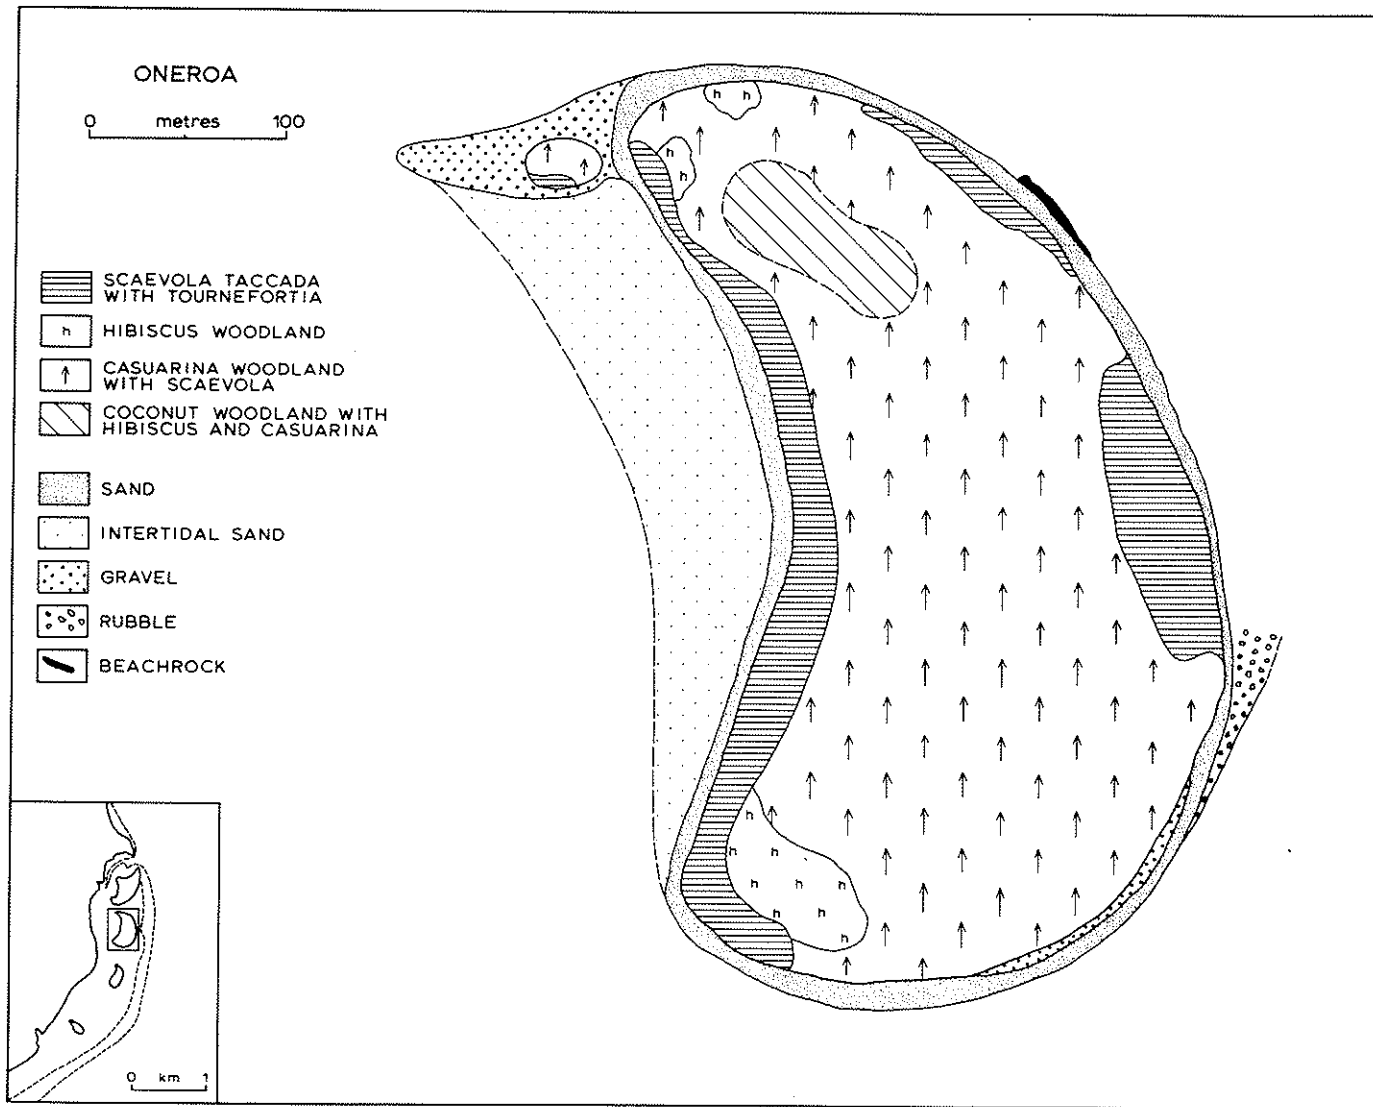 ONEROA
0 metres 100
SCAEVOLA TACCADA
WITH TOURNEFORTIA
h HIBISCUS WOODLAND
CASUARINA WOODLAND
WITH SCAEVOLA
COCONUT WOODLAND WITH
HIBISCUS AND CASUARINA
SAND
INTERTIDAL SAND
GRAVEL
RUBBLE
BEACHROCK
h h
h
h
h
h h
h h h
h h
h
0 km 1